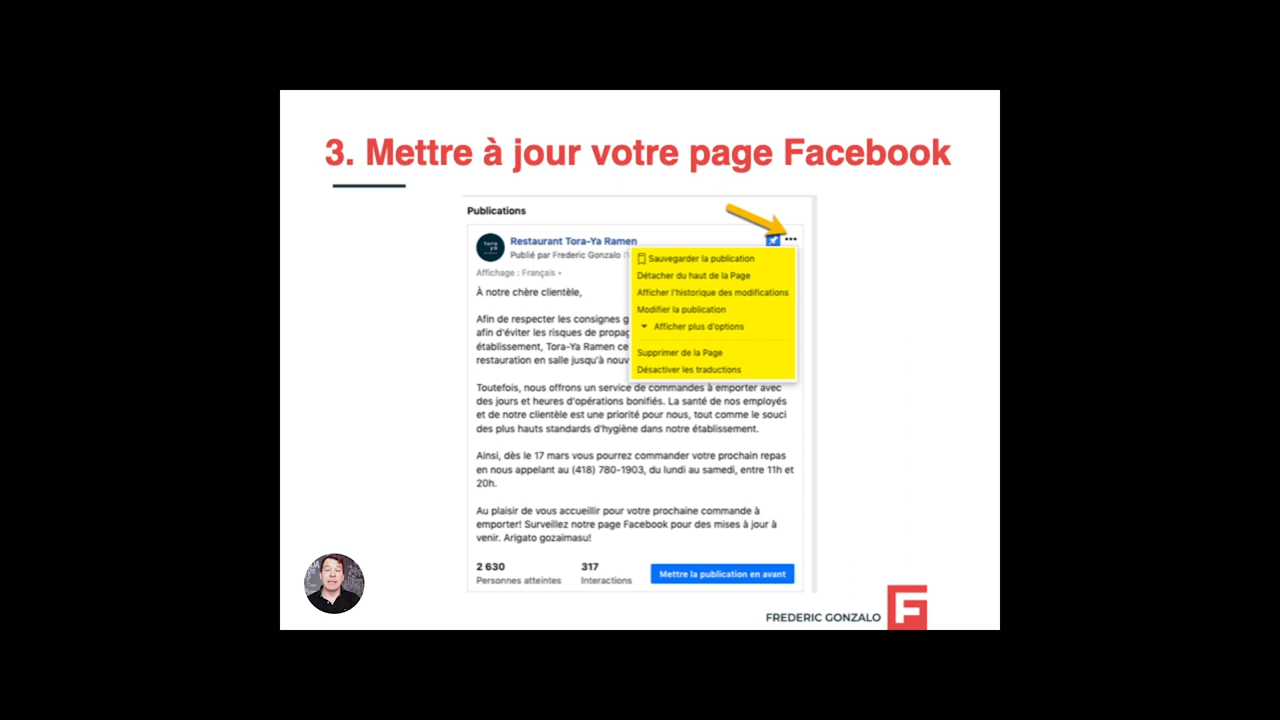 3. Mettre à jour votre page Facebook
Publications
Restaurant Tora-Ya Ramen
Publié par Frederic Gonzalo
Affichage : Français
À notre chère clientèle,
Afin de respecter les consignes g
afin d'éviter les risques de propag
établissement, Tora-Ya Ramen ce
restauration en salle jusqu'à nouv
Sauvegarder la publication
Détacher du haut de la Page
Afficher l'historique des modifications
Modifier la publication
Afficher plus d'options
Supprimer de la Page
Désactiver les traductions
Toutefois, nous offrons un service de commandes à emporter avec
des jours et heures d'opérations bonifiés. La santé de nos employés
et de notre clientèle est une priorité pour nous, tout comme le souci
des plus hauts standards d'hygiène dans notre établissement.
Ainsi, dès le 17 mars vous pourrez commander votre prochain repas
en nous appelant au (418) 780-1903, du lundi au samedi, entre 11h et
20h.
Au plaisir de vous accueillir pour votre prochaine commande à
emporter! Surveillez notre page Facebook pour des mises à jour à
venir. Arigato gozaimasu!
2 630
Personnes atteintes
317
Interactions
Mettre la publication en avant
FREDERIC GONZALO
F